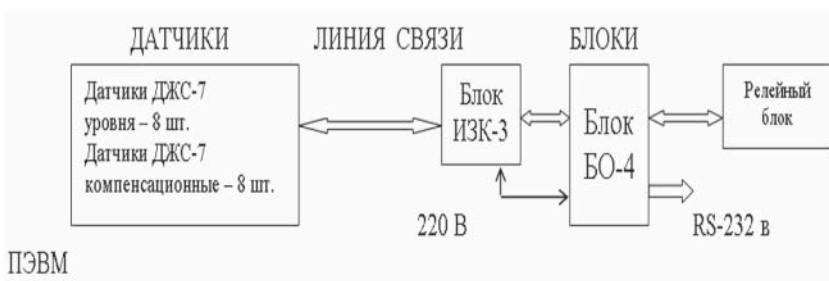 ДАТЧИКИ
ЛИНИЯ СВЯЗИ
БЛОКИ
Датчики ДЖС-7
уровня – 8 шт.
Датчики ДЖС-7
компенсационные – 8 шт.
Блок
ИЗК-3
Блок
БО-4
Релейный
блок
220 В
RS-232 в
ПЭВМ